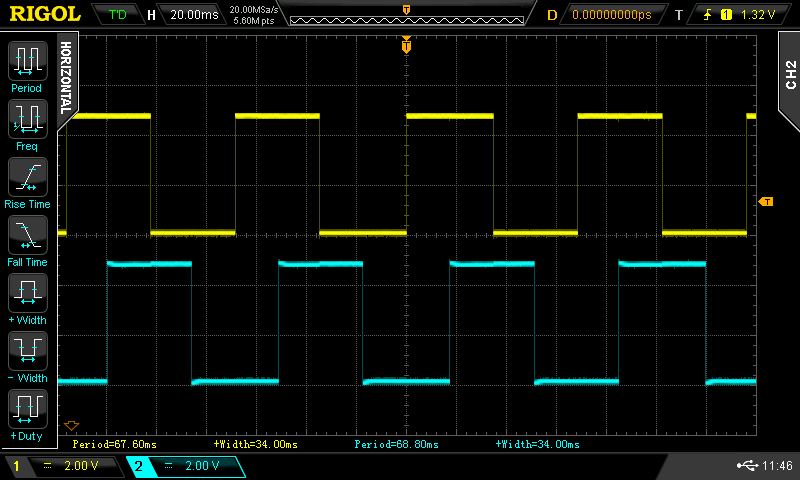 RIGOL T'D H 20.00ms 20.00MSa/s D 0.00000000ps T 1 1.32 V
5.60M pts
T
T
HORIZONTAL
CH2
Period
Freq
Rise Time
T
Fall Time
+Width
-Width
+Duty
Period=67.60ms +Width=34.00ms Period=68.80ms +Width=34.00ms
1 2.00 V 2 2.00 V 11:46